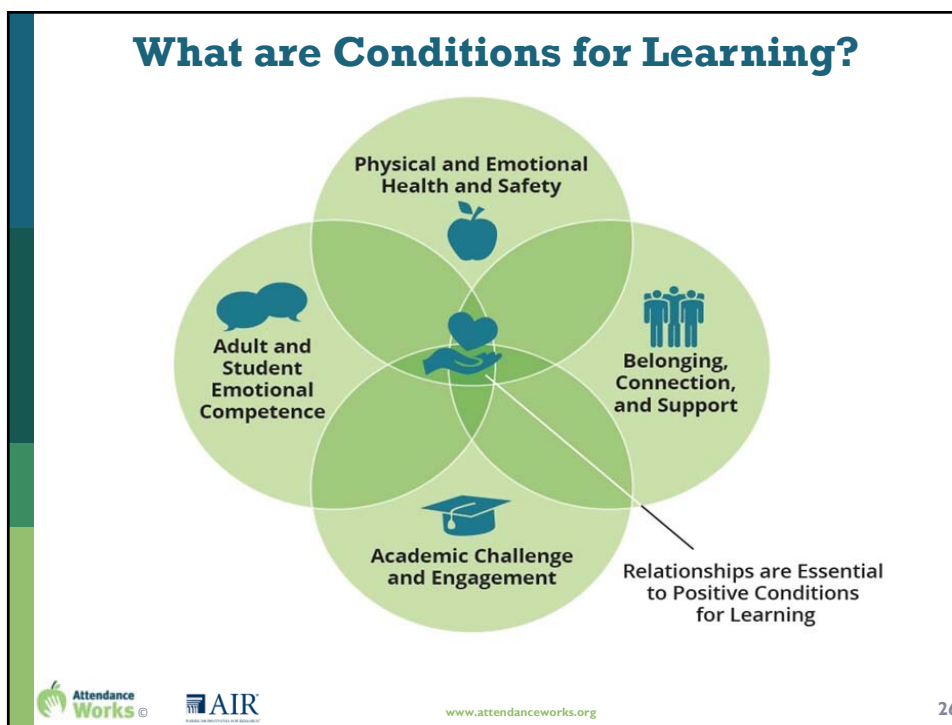 What are Conditions for Learning?
Physical and Emotional
Health and Safety
Adult and
Student
Emotional
Competence
Belonging,
Connection,
and Support
Academic Challenge
and Engagement
Relationships are Essential
to Positive Conditions
for Learning
Attendance
Works ©
AIR
www.attendanceworks.org